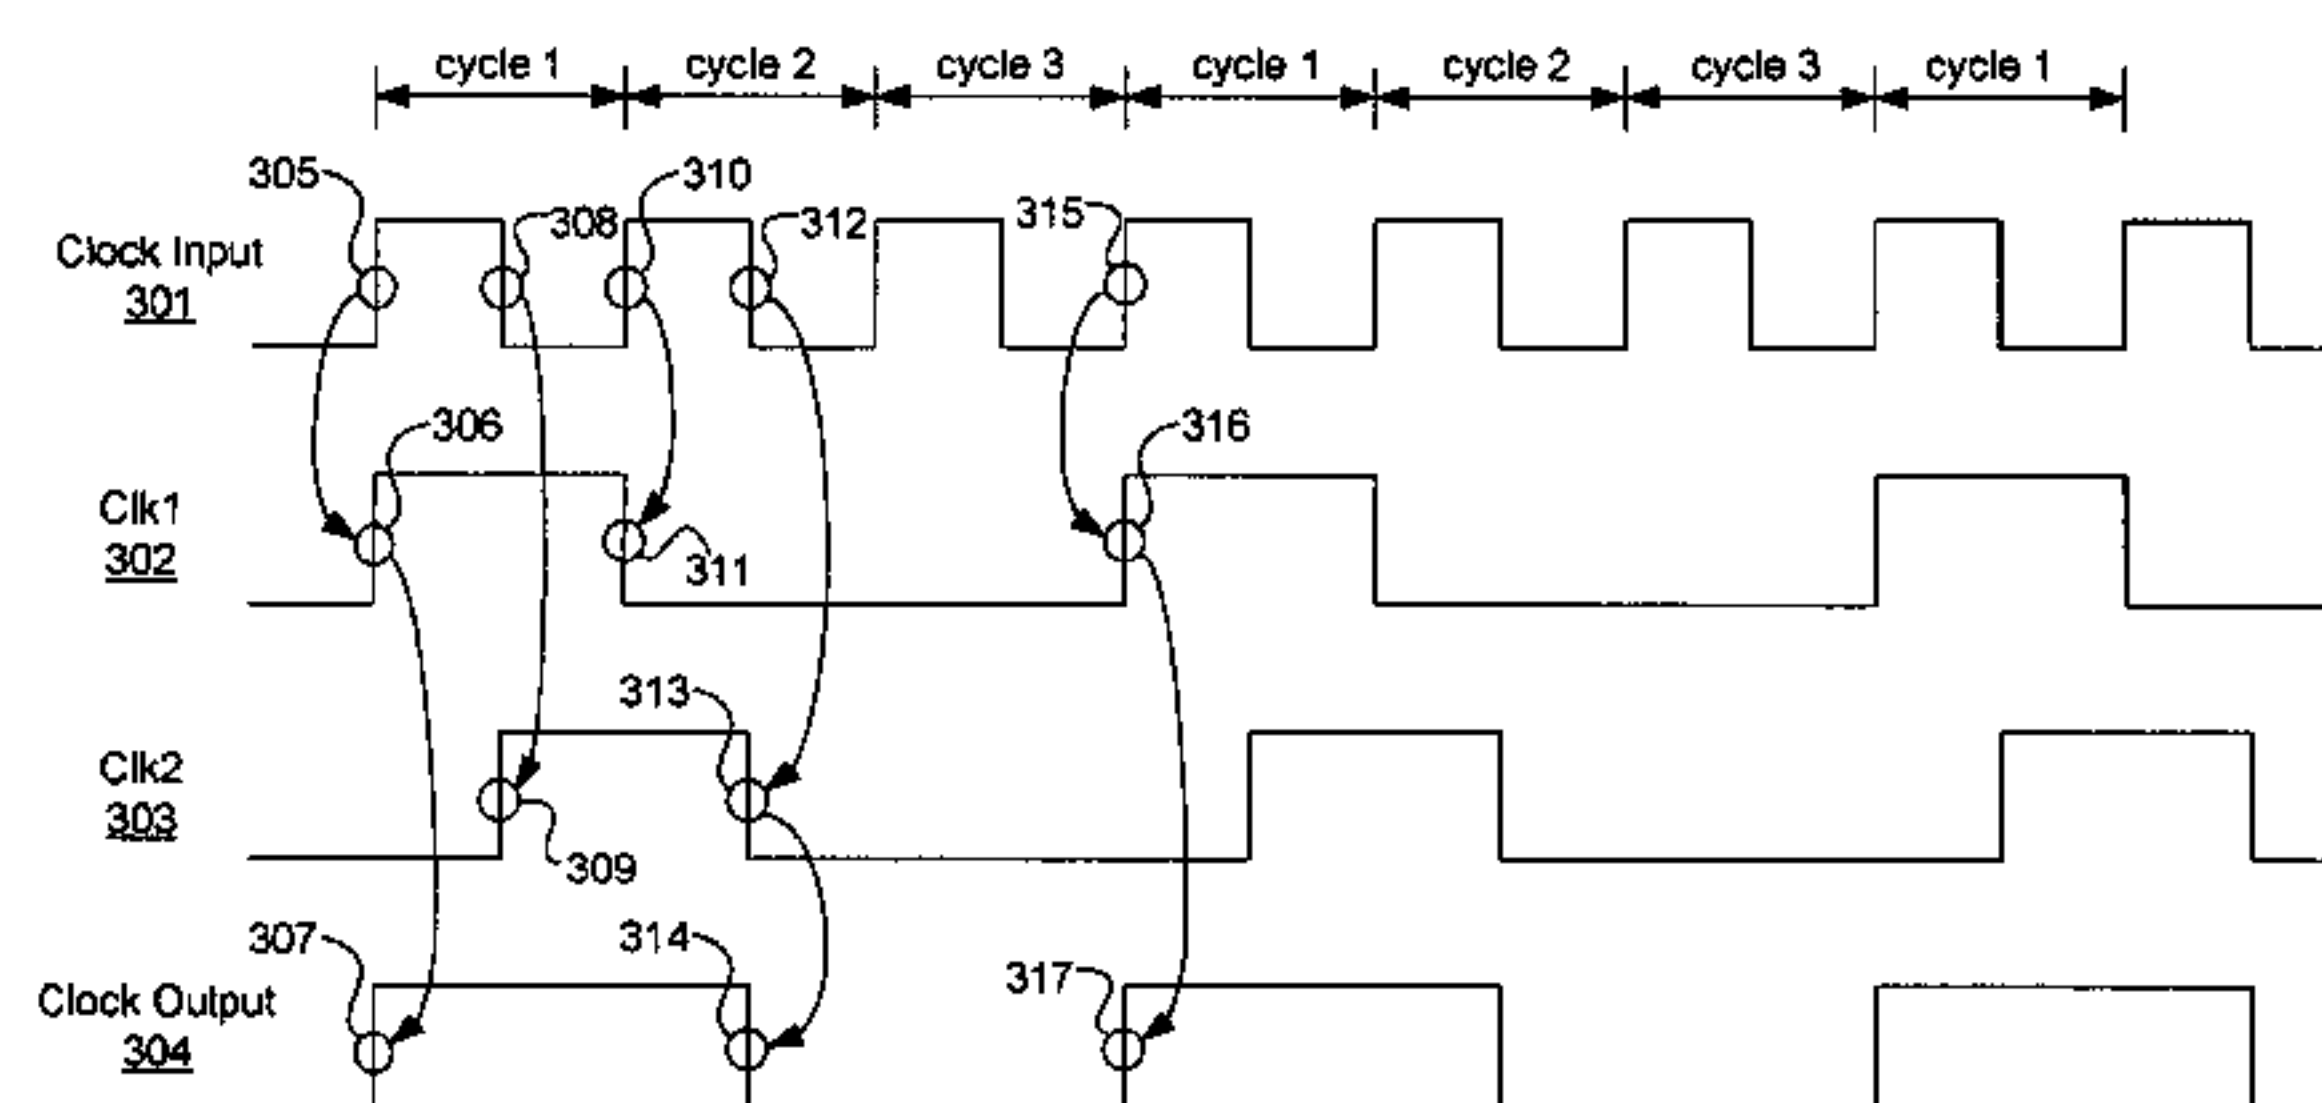 cycle 1 cycle 2 cycle 3 cycle 1 cycle 2 cycle 3 cycle 1
305 310
308 312 315
Clock Input
301
306 316
Clk1
302
311
313
Clk2
303
309
307 314 317
Clock Output
304